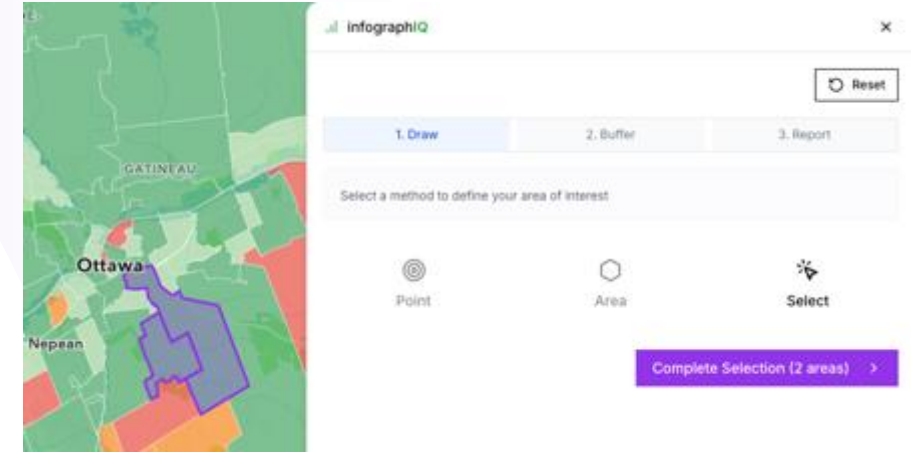 infographIQ
Reset
1. Draw
2. Buffer
3. Report
Select a method to define your area of interest
Point
Area
Select
Complete Selection (2 areas)
GATINEAU
Ottawa
Nepean